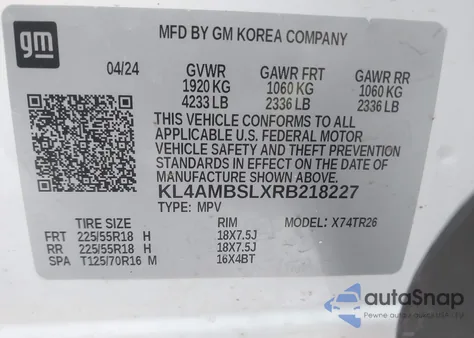 gm
MFD BY GM KOREA COMPANY
04/24 GVWR GAWR FRT GAWR RR
1920 KG 1060 KG 1060 KG
4233 LB 2336 LB 2336 LB
THIS VEHICLE CONFORMS TO ALL
APPLICABLE U.S. FEDERAL MOTOR
VEHICLE SAFETY AND THEFT PREVENTION
STANDARDS IN EFFECT ON THE DATE OF
MANUFACTURE SHOWN ABOVE.
KL4AMBSLXRB218227
TYPE: MPV MODEL: X74TR26
TIRE SIZE RIM
FRT 225/55R18 H 18X7.5J
RR 225/55R18 H 18X7.5J
SPA T125/70R16 M 16X4BT
autoSnap